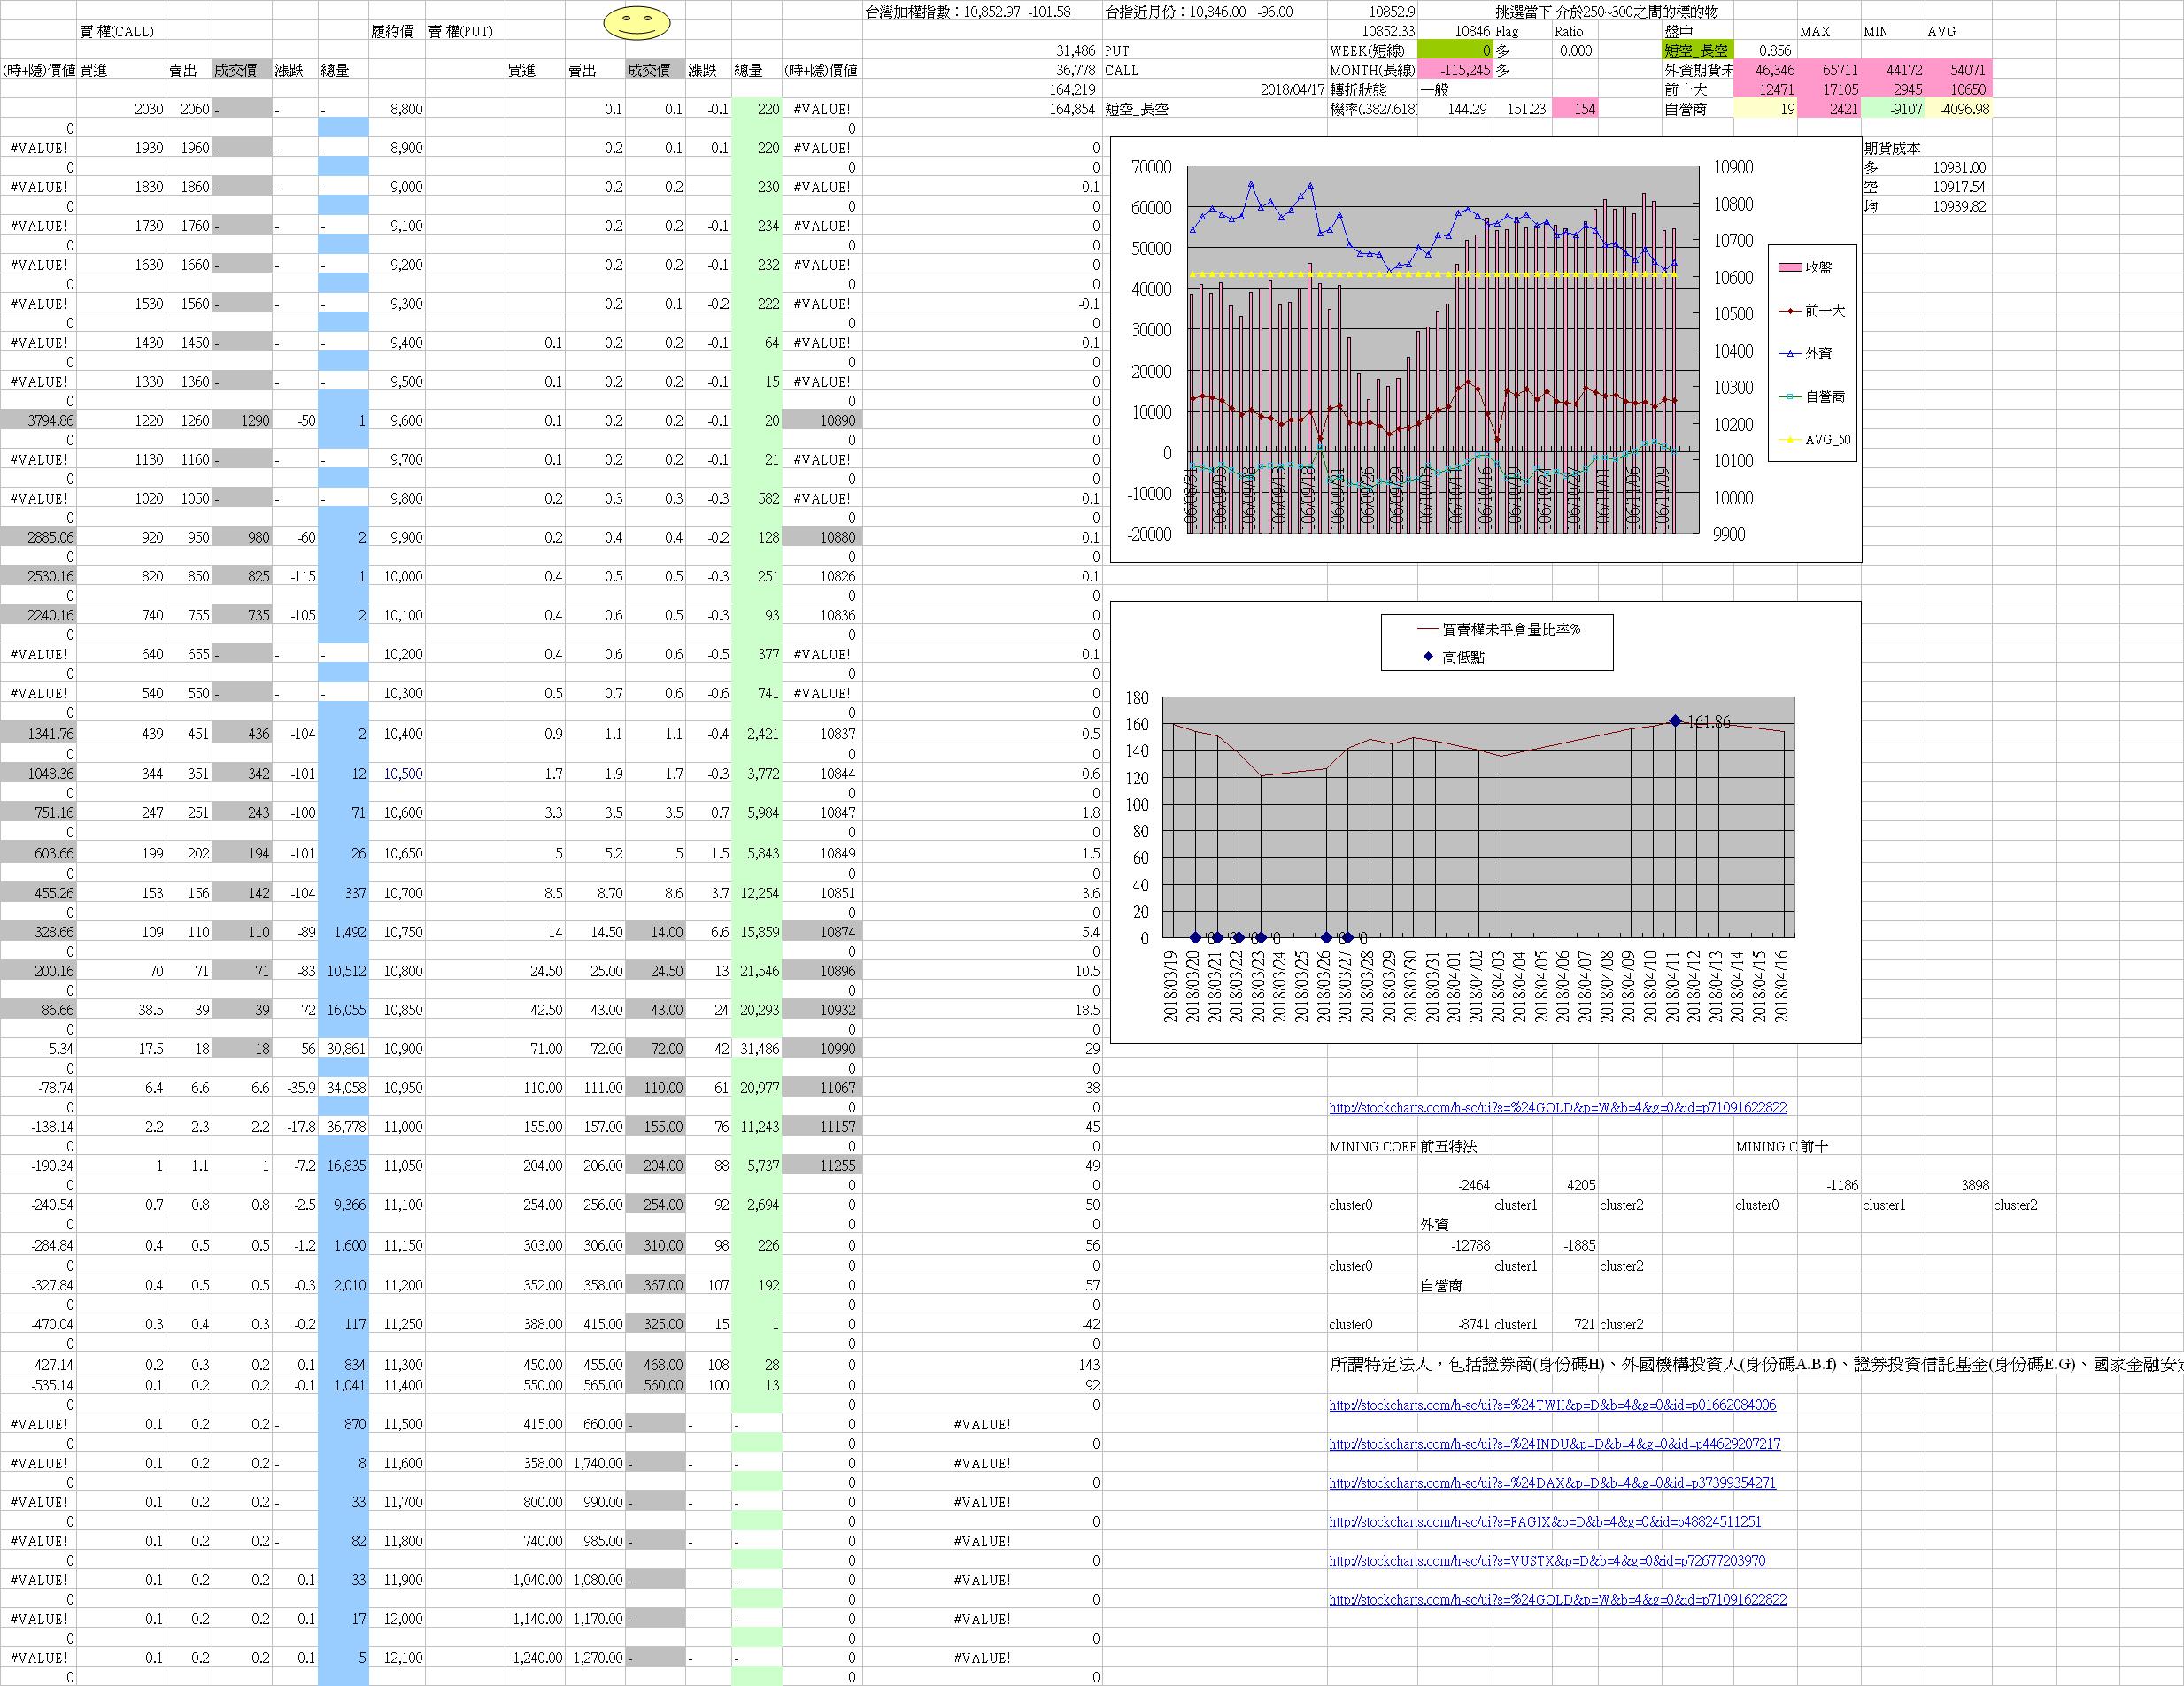 台灣加權指數：10,852.97 -101.58 台指近月份：10,846.00 -96.00 10852.9 挑選當下 介於250~300之間的標的物
買 權(CALL) 履約價 賣 權(PUT) 10852.33 10846 Flag Ratio 盤中 MAX MIN AVG
31,486 PUT WEEK(短線) 0 多 0.000 短空_長空 0.856
(時+隱)價值 買進 賣出 成交價 漲跌 總量 買進 賣出 成交價 漲跌 總量 (時+隱)價值 36,778 CALL MONTH(長線) -115,245 多 外資期貨未 46,346 65711 44172 54071
164,219 2018/04/17 轉折狀態 一般 前十大 12471 17105 2945 10650
2030 2060 - - - 8,800 0.1 0.1 -0.1 220 #VALUE! 164,854 短空_長空 機率(.382/.618) 144.29 151.23 154 自營商 19 2421 -9107 -4096.98
0 0
#VALUE! 1930 1960 - - - 8,900 0.2 0.1 -0.1 220 #VALUE! 0 期貨成本
0 0 0 多 10931.00
#VALUE! 1830 1860 - - - 9,000 0.2 0.2 - 230 #VALUE! 0.1 空 10917.54
0 0 0 均 10939.82
#VALUE! 1730 1760 - - - 9,100 0.2 0.2 -0.1 234 #VALUE! 0
0 0 0
#VALUE! 1630 1660 - - - 9,200 0.2 0.2 -0.1 232 #VALUE! 0
0 0 0
#VALUE! 1530 1560 - - - 9,300 0.2 0.1 -0.2 222 #VALUE! -0.1
0 0 0
#VALUE! 1430 1450 - - - 9,400 0.1 0.2 0.2 -0.1 64 #VALUE! 0.1
0 0 0
#VALUE! 1330 1360 - - - 9,500 0.1 0.2 0.2 -0.1 15 #VALUE! 0
0 0 0
3794.86 1220 1260 1290 -50 1 9,600 0.1 0.2 0.2 -0.1 20 10890 0
0 0 0
#VALUE! 1130 1160 - - - 9,700 0.1 0.2 0.2 -0.1 21 #VALUE! 0
0 0 0
#VALUE! 1020 1050 - - - 9,800 0.2 0.3 0.3 -0.3 582 #VALUE! 0.1
0 0 0
2885.06 920 950 980 -60 2 9,900 0.2 0.4 0.4 -0.2 128 10880 0.1
0 0 0
2530.16 820 850 825 -115 1 10,000 0.4 0.5 0.5 -0.3 251 10826 0.1
0 0 0
2240.16 740 755 735 -105 2 10,100 0.4 0.6 0.5 -0.3 93 10836 0
0 0 0
#VALUE! 640 655 - - - 10,200 0.4 0.6 0.6 -0.5 377 #VALUE! 0.1
0 0 0
#VALUE! 540 550 - - - 10,300 0.5 0.7 0.6 -0.6 741 #VALUE! 0
0 0 0
1341.76 439 451 436 -104 2 10,400 0.9 1.1 1.1 -0.4 2,421 10837 0.5
0 0 0
1048.36 344 351 342 -101 12 10,500 1.7 1.9 1.7 -0.3 3,772 10844 0.6
0 0 0
751.16 247 251 243 -100 71 10,600 3.3 3.5 3.5 0.7 5,984 10847 1.8
0 0 0
603.66 199 202 194 -101 26 10,650 5 5.2 5 1.5 5,843 10849 1.5
0 0 0
455.26 153 156 142 -104 337 10,700 8.5 8.70 8.6 3.7 12,254 10851 3.6
0 0 0
328.66 109 110 110 -89 1,492 10,750 14 14.50 14.00 6.6 15,859 10874 5.4
0 0 0
200.16 70 71 71 -83 10,512 10,800 24.50 25.00 24.50 13 21,546 10896 10.5
0 0 0
86.66 38.5 39 39 -72 16,055 10,850 42.50 43.00 43.00 24 20,293 10932 18.5
0 0 0
-5.34 17.5 18 18 -56 30,861 10,900 71.00 72.00 72.00 42 31,486 10990 29
0 0 0
-78.74 6.4 6.6 6.6 -35.9 34,058 10,950 110.00 111.00 110.00 61 20,977 11067 38
0 0 0 http://stockcharts.com/h-sc/ui?s=%24GOLD&p=W&b=4&g=0&id=p71091622822
-138.14 2.2 2.3 2.2 -17.8 36,778 11,000 155.00 157.00 155.00 76 11,243 11157 45
0 0 0 MINING COEF 前五特法 MINING C 前十
-190.34 1 1.1 1 -7.2 16,835 11,050 204.00 206.00 204.00 88 5,737 11255 49
0 0 0 -2464 4205 -1186 3898
-240.54 0.7 0.8 0.8 -2.5 9,366 11,100 254.00 256.00 254.00 92 2,694 0 50 cluster0 cluster1 cluster2 cluster0 cluster1 cluster2
0 0 0 外資
-284.84 0.4 0.5 0.5 -1.2 1,600 11,150 303.00 306.00 310.00 98 226 0 56 -12788 -1885
0 0 0 cluster0 cluster1 cluster2
-327.84 0.4 0.5 0.5 -0.3 2,010 11,200 352.00 358.00 367.00 107 192 0 57 自營商
0 0 0
-470.04 0.3 0.4 0.3 -0.2 117 11,250 388.00 415.00 325.00 15 1 0 -42 cluster0 -8741 cluster1 721 cluster2
0 0 0
-427.14 0.2 0.3 0.2 -0.1 834 11,300 450.00 455.00 468.00 108 28 0 143 所謂特定法人，包括證券商(身份碼H)、外國機構投資人(身份碼A.B.f)、證券投資信託基金(身份碼E.G)、國家金融安定
-535.14 0.1 0.2 0.2 -0.1 1,041 11,400 550.00 565.00 560.00 100 13 0 92
0 0 0 http://stockcharts.com/h-sc/ui?s=%24TWII&p=D&b=4&g=0&id=p01662084006
#VALUE! 0.1 0.2 0.2 - 870 11,500 415.00 660.00 - - - 0 #VALUE!
0 0 0 http://stockcharts.com/h-sc/ui?s=%24INDU&p=D&b=4&g=0&id=p44629207217
#VALUE! 0.1 0.2 0.2 - 8 11,600 358.00 1,740.00 - - - 0 #VALUE!
0 0 0 http://stockcharts.com/h-sc/ui?s=%24DAX&p=D&b=4&g=0&id=p37399354271
#VALUE! 0.1 0.2 0.2 - 33 11,700 800.00 990.00 - - - 0 #VALUE!
0 0 0 http://stockcharts.com/h-sc/ui?s=FAGIX&p=D&b=4&g=0&id=p48824511251
#VALUE! 0.1 0.2 0.2 - 82 11,800 740.00 985.00 - - - 0 #VALUE!
0 0 0 http://stockcharts.com/h-sc/ui?s=VUSTX&p=D&b=4&g=0&id=p72677203970
#VALUE! 0.1 0.2 0.2 0.1 33 11,900 1,040.00 1,080.00 - - - 0 #VALUE!
0 0 0 http://stockcharts.com/h-sc/ui?s=%24GOLD&p=W&b=4&g=0&id=p71091622822
#VALUE! 0.1 0.2 0.2 0.1 17 12,000 1,140.00 1,170.00 - - - 0 #VALUE!
0 0 0
#VALUE! 0.1 0.2 0.2 0.1 5 12,100 1,240.00 1,270.00 - - - 0 #VALUE!
0 0 0
70000 10900
60000 10800
50000 10700
40000 10600
30000 10500
20000 10400
10000 10300
0 10200
-10000 10100
-20000 10000
9900
106/08/31 106/09/05 106/09/08 106/09/13 106/09/18 106/09/21 106/09/26 106/09/29 106/10/03 106/10/11 106/10/16 106/10/19 106/10/24 106/10/27 106/11/01 106/11/06 106/11/09
收盤
前十大
外資
自營商
AVG_50
買賣權未平倉量比率%
高低點
180
160 161.86
140
120
100
80
60
40
20
0 0 0 0 0 0 0
2018/03/19 2018/03/20 2018/03/21 2018/03/22 2018/03/23 2018/03/24 2018/03/25 2018/03/26 2018/03/27 2018/03/28 2018/03/29 2018/03/30 2018/03/31 2018/04/01 2018/04/02 2018/04/03 2018/04/04 2018/04/05 2018/04/06 2018/04/07 2018/04/08 2018/04/09 2018/04/10 2018/04/11 2018/04/12 2018/04/13 2018/04/14 2018/04/15 2018/04/16